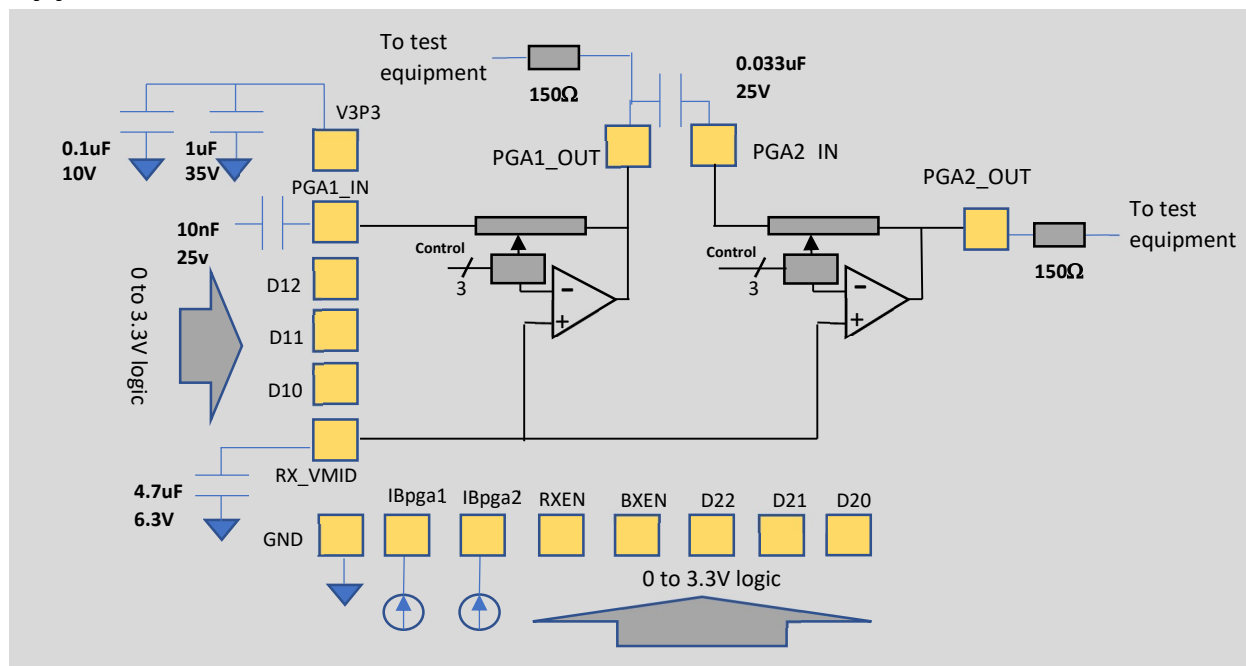 To test
equipment
150Ω
0.033uF
25V
V3P3
0.1uF
10V
1uF
35V
PGA1_OUT
PGA2 IN
PGA1_IN
PGA2_OUT
10nF
25v
To test
equipment
150Ω
Control
3
Control
3
0 to 3.3V logic
D12
D11
D10
RX_VMID
4.7uF
6.3V
GND
IBpga1
IBpga2
RXEN
BXEN
D22
D21
D20
0 to 3.3V logic